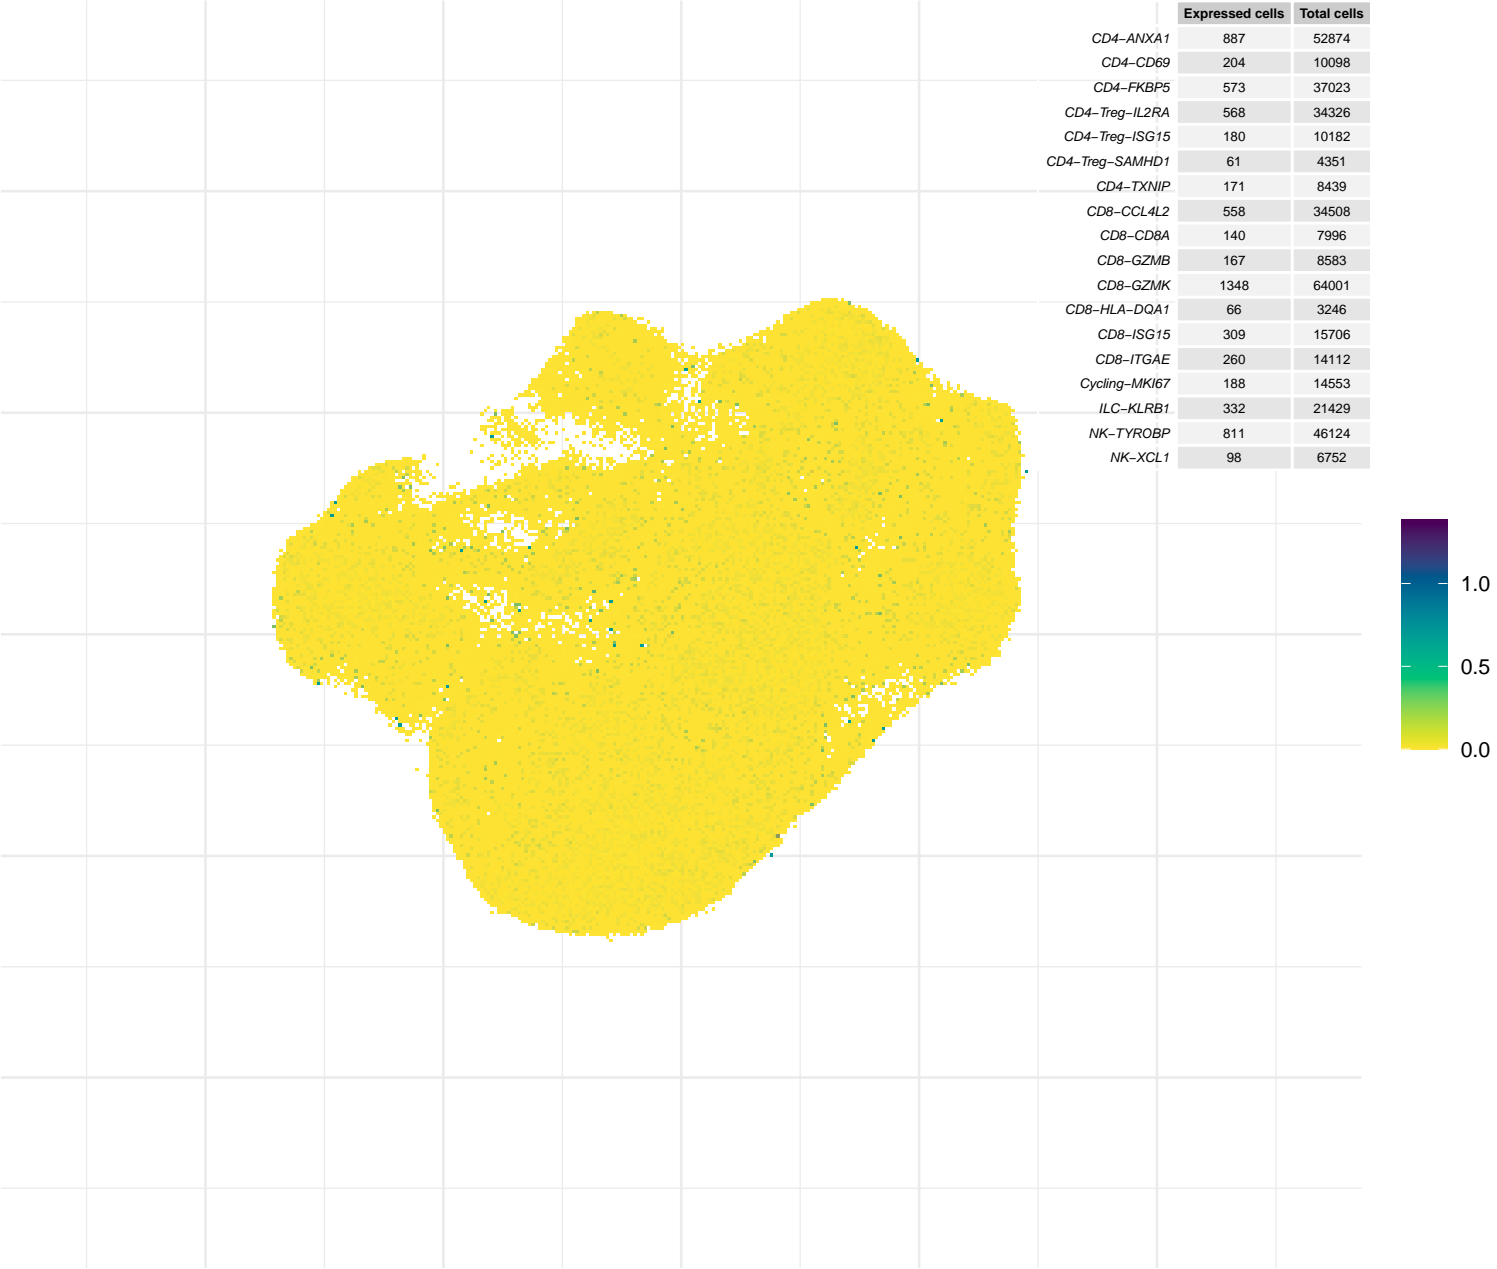 Expressed cells Total cells
CD4−ANXA1 887 52874
CD4−CD69 204 10098
CD4−FKBP5 573 37023
CD4−Treg−IL2RA 568 34326
CD4−Treg−ISG15 180 10182
CD4−Treg−SAMHD1 61 4351
CD4−TXNIP 171 8439
CD8−CCL4L2 558 34508
CD8−CD8A 140 7996
CD8−GZMB 167 8583
CD8−GZMK 1348 64001
CD8−HLA−DQA1 66 3246
CD8−ISG15 309 15706
CD8−ITGAE 260 14112
Cycling−MKI67 188 14553
ILC−KLRB1 332 21429
NK−TYROBP 811 46124
NK−XCL1 98 6752
1.0
0.5
0.0